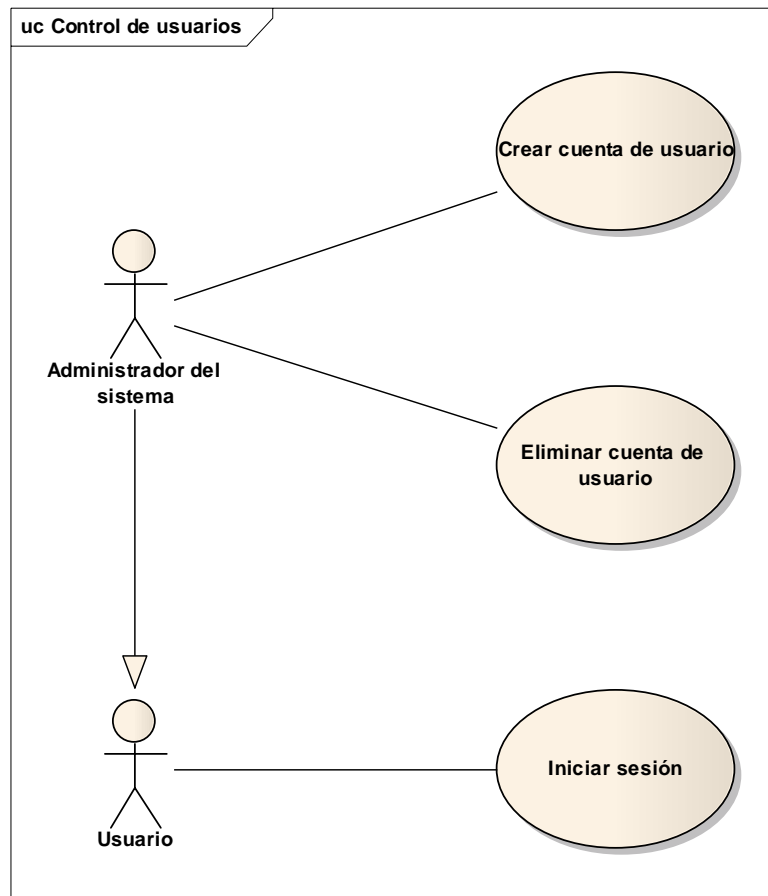 uc Control de usuarios
Crear cuenta de usuario
Administrador del
sistema
Eliminar cuenta de
usuario
Iniciar sesión
Usuario